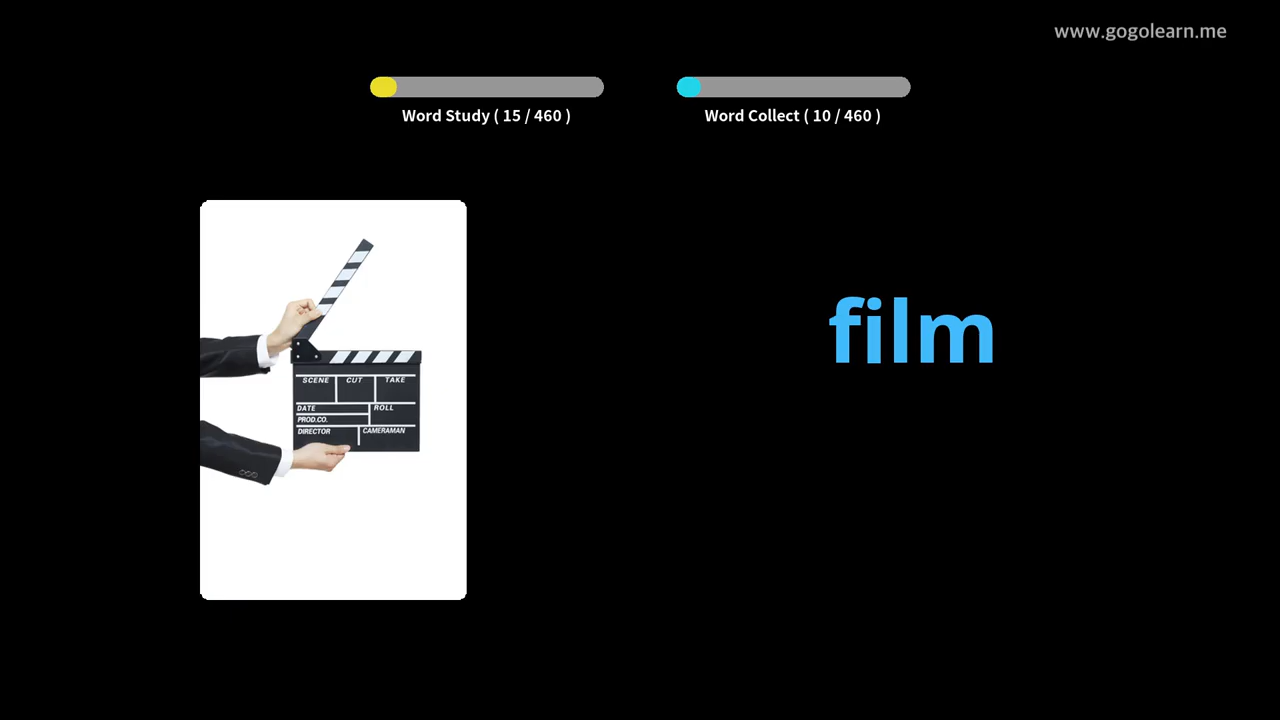 www.gogolearn.me
Word Study ( 15 / 460 )
Word Collect ( 10 / 460 )
film
SCENE CUT TAKE
DATE ROLL
PROD.CO.
DIRECTOR CAMERAMAN